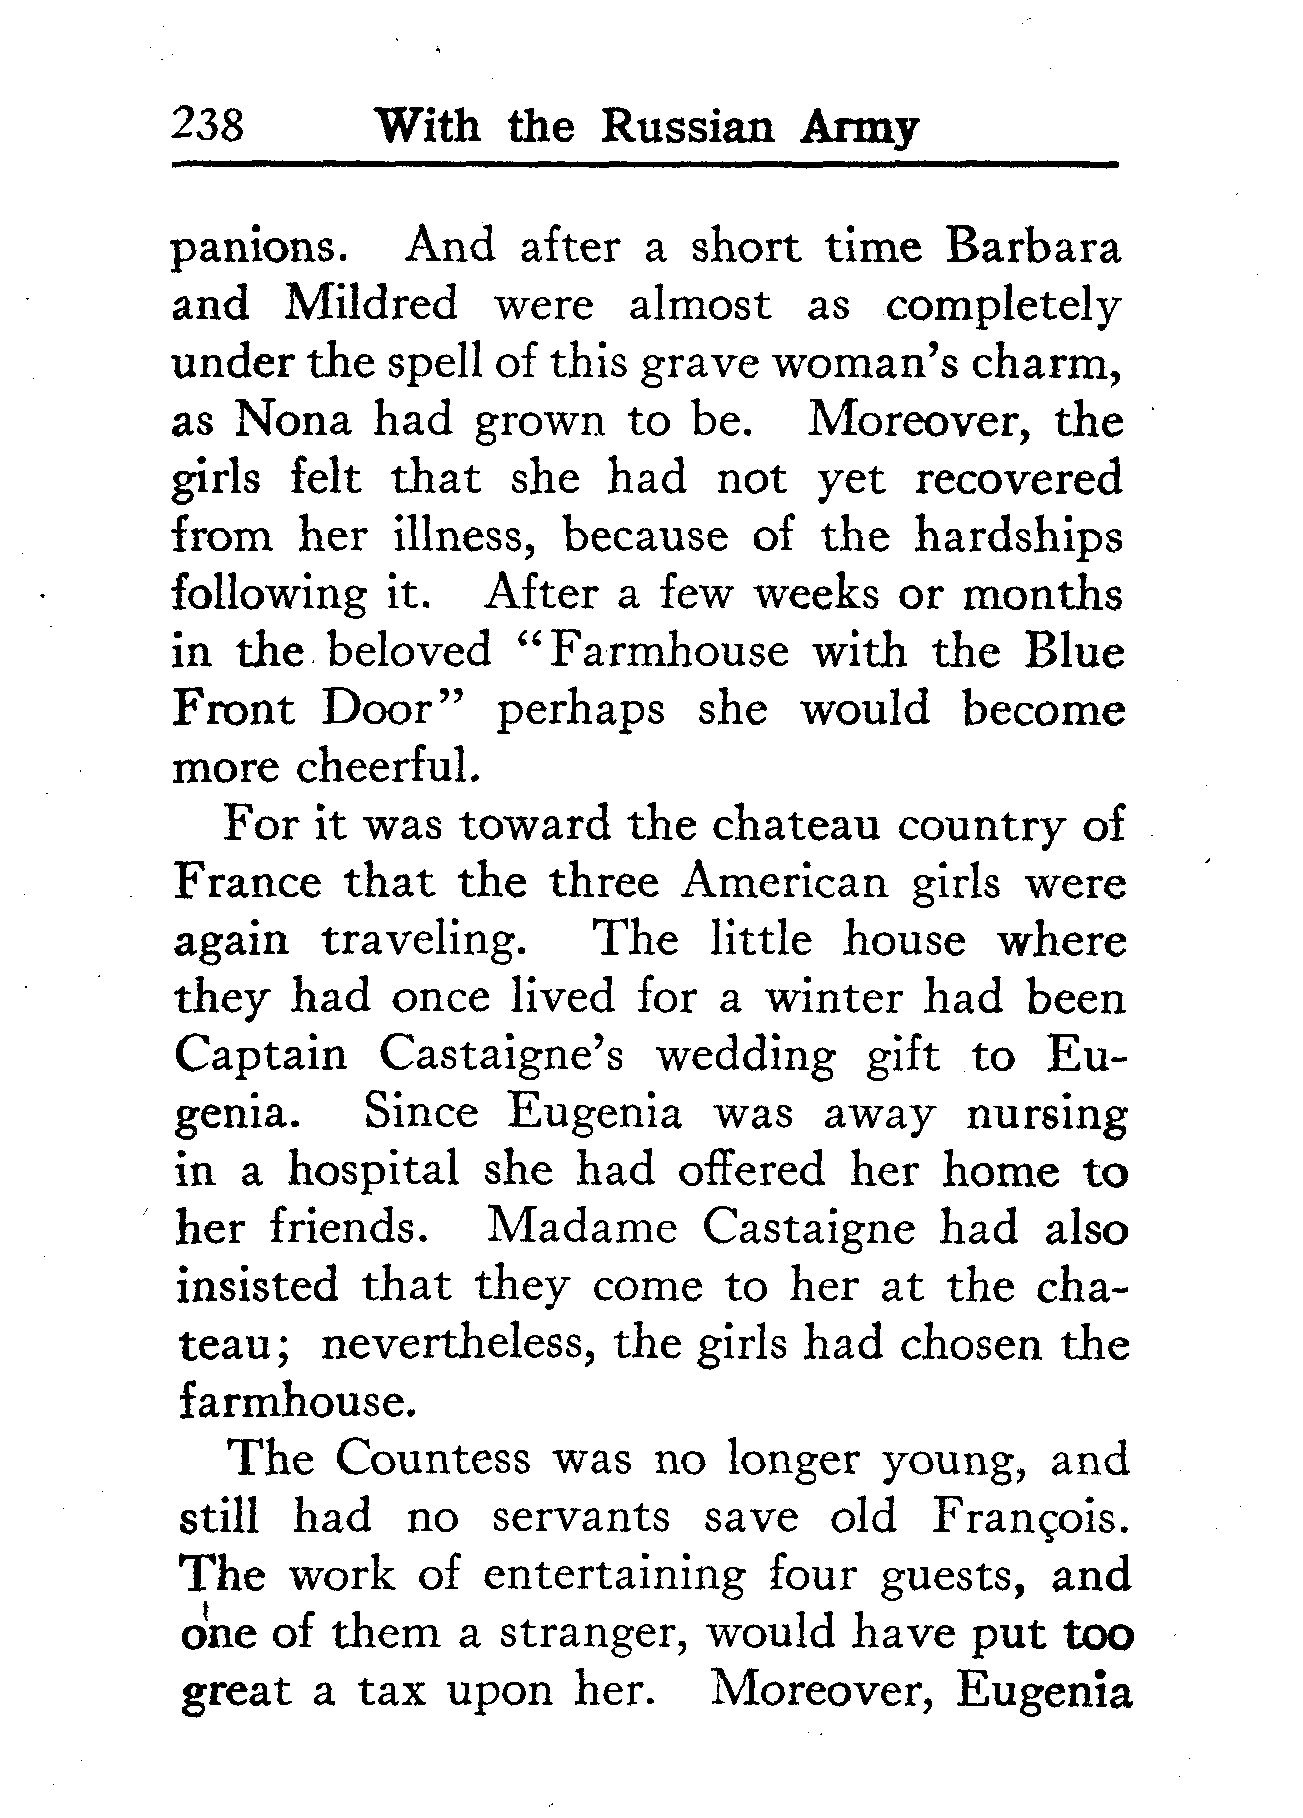 238 With the Russian Army
panions. And after a short time Barbara
and Mildred were almost as completely
under the spell of this grave woman's charm,
as Nona had grown to be. Moreover, the
girls felt that she had not yet recovered
from her illness, because of the hardships
following it. After a few weeks or months
in the beloved "Farmhouse with the Blue
Front Door" perhaps she would become
more cheerful.
For it was toward the chateau country of
France that the three American girls were
again traveling. The little house where
they had once lived for a winter had been
Captain Castaigne's wedding gift to Eu-
genia. Since Eugenia was away nursing
in a hospital she had offered her home to
her friends. Madame Castaigne had also
insisted that they come to her at the cha-
teau; nevertheless, the girls had chosen the
farmhouse.
The Countess was no longer young, and
still had no servants save old François.
The work of entertaining four guests, and
one of them a stranger, would have put too
great a tax upon her. Moreover, Eugenia